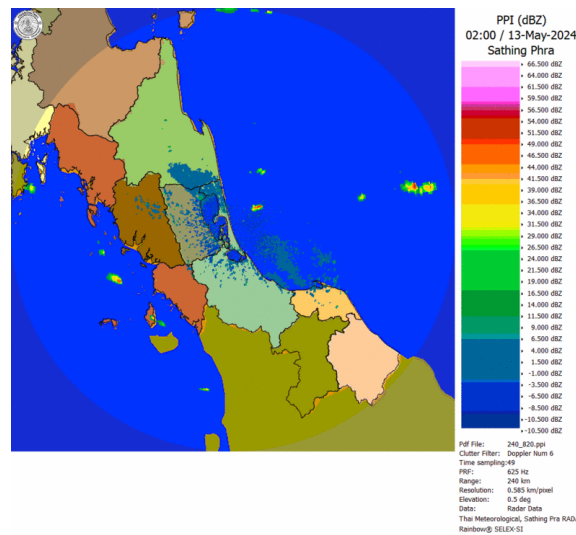 PPI (dBZ)
02:00 / 13-May-2024
Sathing Phra
66.500 dBZ
64.000 dBZ
61.500 dBZ
59.500 dBZ
56.500 dBZ
54.000 dBZ
51.500 dBZ
49.000 dBZ
46.500 dBZ
44.000 dBZ
41.500 dBZ
39.000 dBZ
36.500 dBZ
34.000 dBZ
31.500 dBZ
29.000 dBZ
26.500 dBZ
24.000 dBZ
21.500 dBZ
19.000 dBZ
16.500 dBZ
14.000 dBZ
11.500 dBZ
9.000 dBZ
6.500 dBZ
4.000 dBZ
1.500 dBZ
-1.000 dBZ
-3.500 dBZ
-6.000 dBZ
-8.500 dBZ
-10.500 dBZ
-10.500 dBZ
Pdf File: 240_820.ppi
Clutter Filter: Doppler Num 6
Time sampling:49
PRF: 625 Hz
Range: 240 km
Resolution: 0.585 km/pixel
Elevation: 0.5 deg
Data: Radar Data
Thai Meteorological, Sathing Pra RADA
Rainbow® SELEX-SI